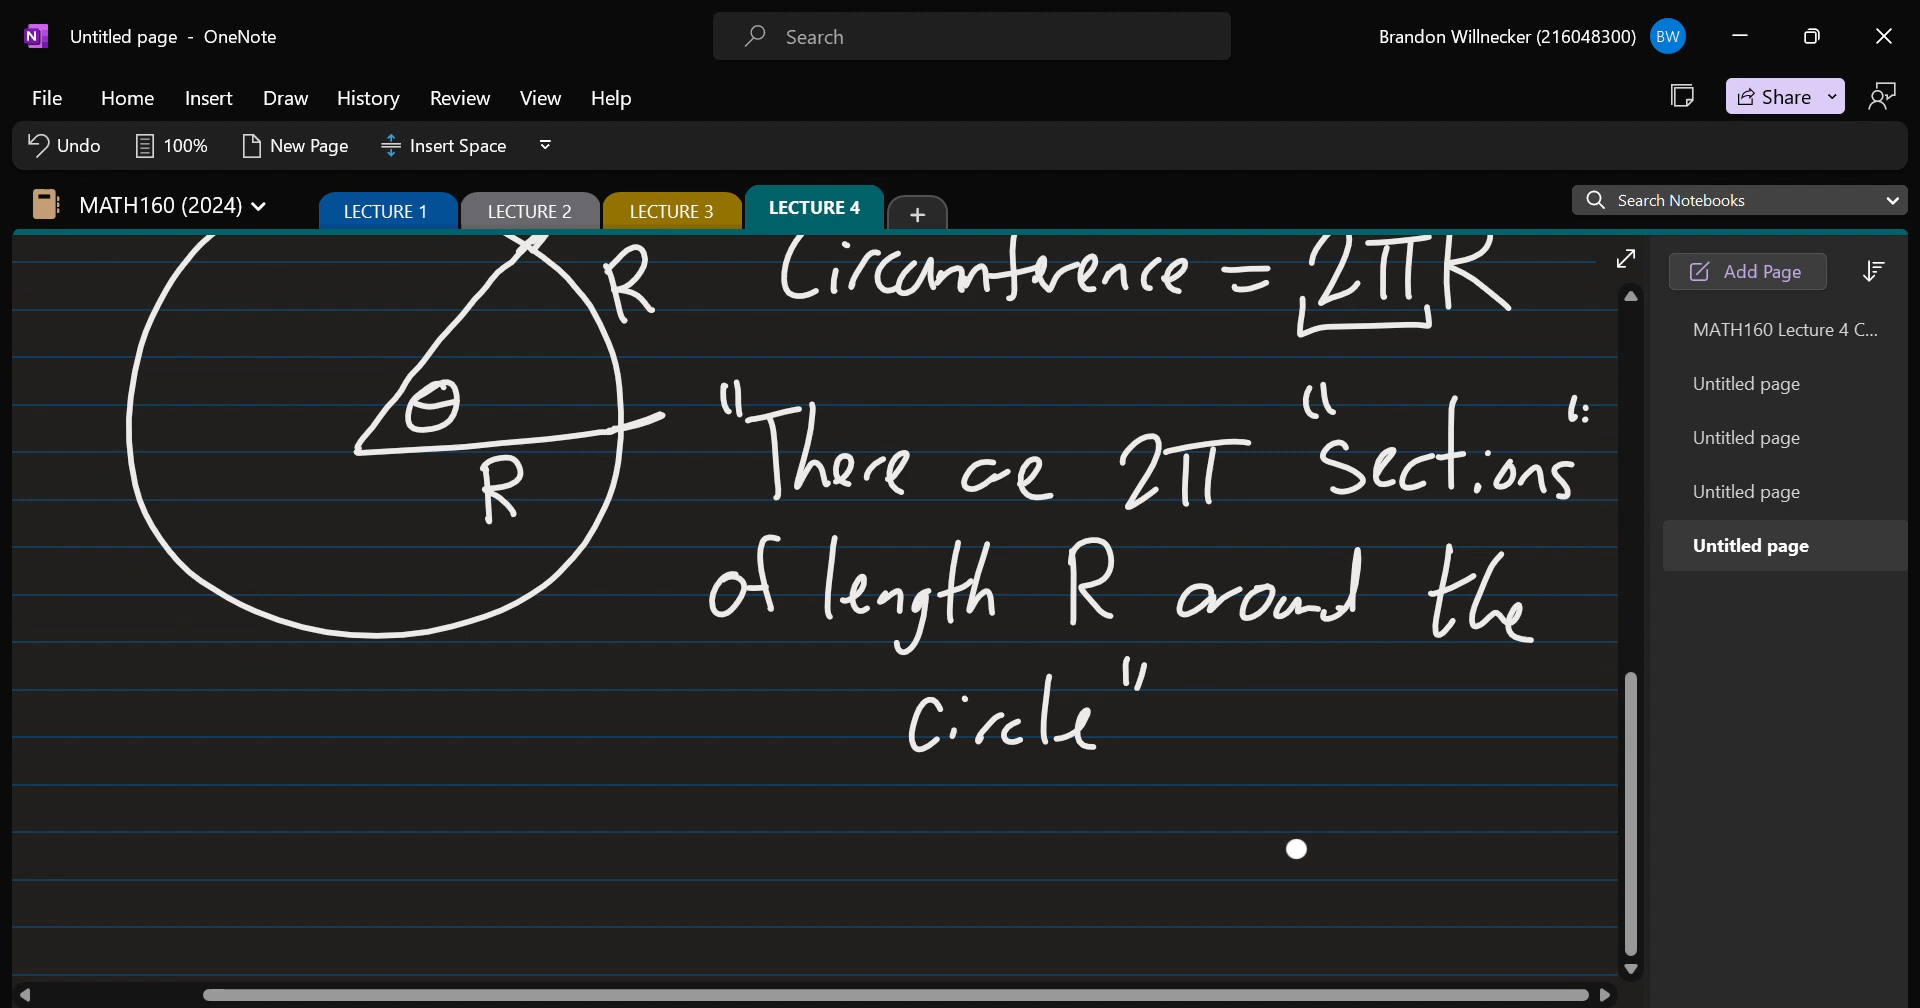 Untitled page - OneNote
Search
Brandon Willnecker (216048300)
BW
File Home Insert Draw History Review View Help
Share
Undo 100% New Page Insert Space
MATH160 (2024)
LECTURE 1
LECTURE 2
LECTURE 3
LECTURE 4
+
Search Notebooks
Add Page
MATH160 Lecture 4 C...
Untitled page
Untitled page
Untitled page
Untitled page
R
θ
R
Circumference = 2π R
"There are 2π "Sections":
of length R around the
Circle"